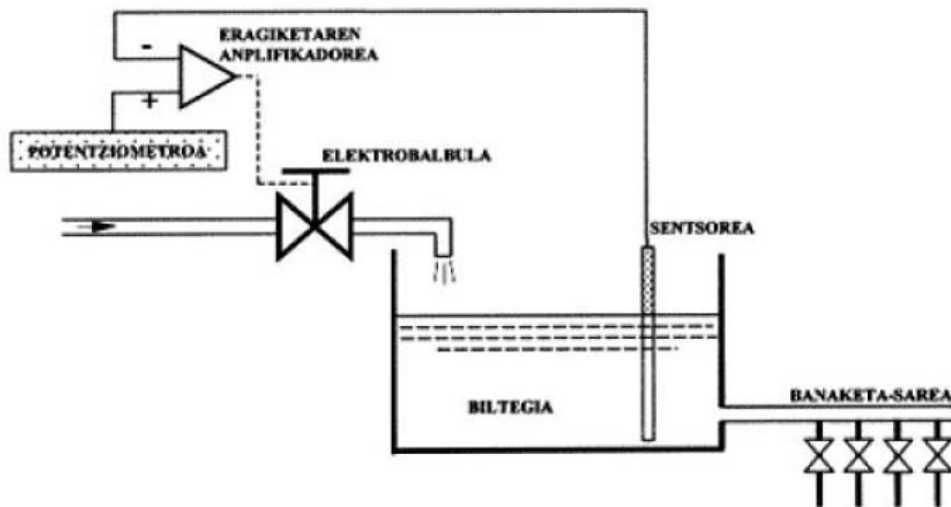 -
ERAGIKETAREN
ANPLIFIKADOREA
+
POTENTZIOMETROA
ELEKTROBALBULA
SENTSOREA
BILTEGIA
BANAKETA-SAREA